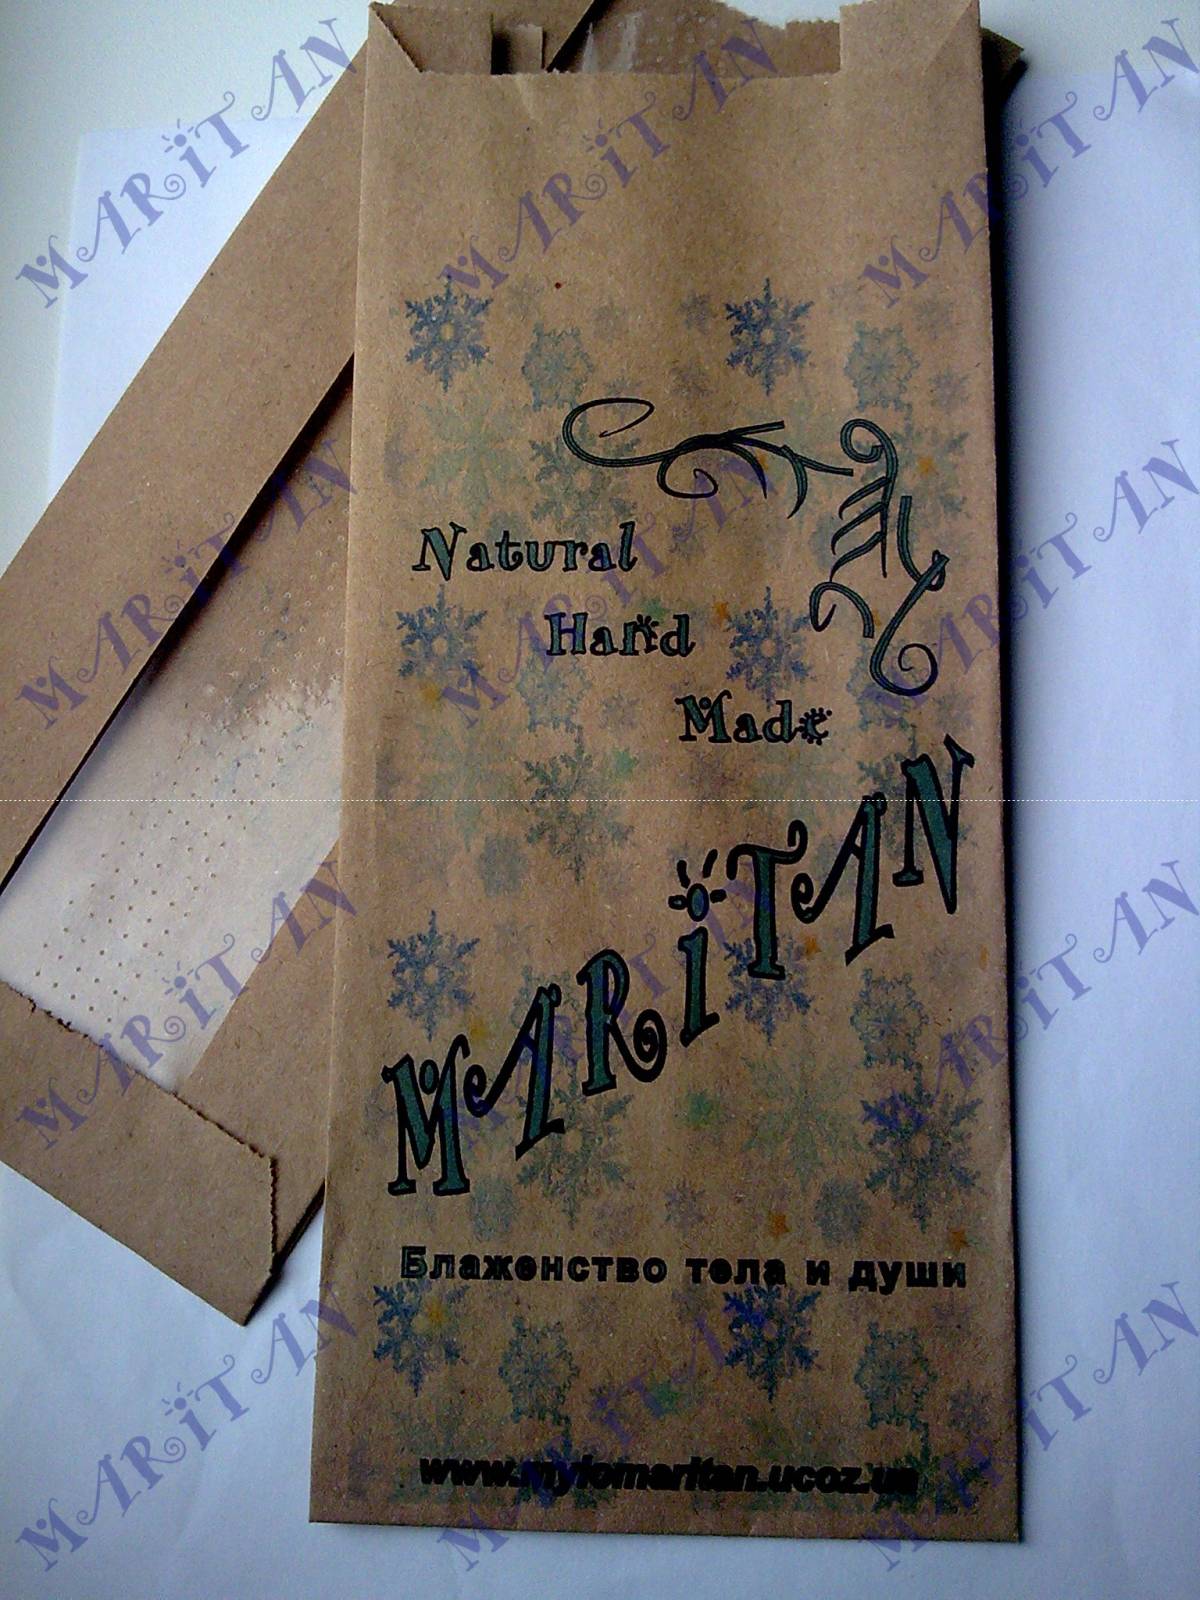 Natural
Hand
Made
MARiTAN
Блаженство тела и души
www.mylomaritan.ucoz.ua